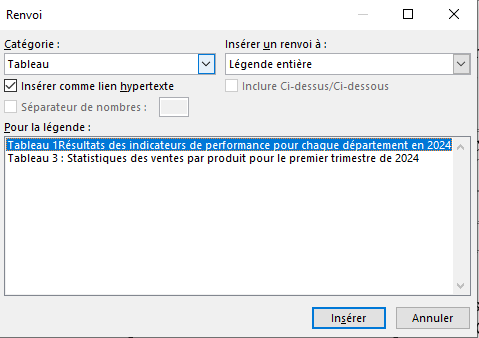 Renvoi
Catégorie :
Insérer un renvoi à :
Tableau
Légende entière
Insérer comme lien hypertexte
Inclure Ci-dessus/Ci-dessous
Séparateur de nombres :
Pour la légende :
Tableau 1Résultats des indicateurs de performance pour chaque département en 2024
Tableau 3 : Statistiques des ventes par produit pour le premier trimestre de 2024
Insérer
Annuler